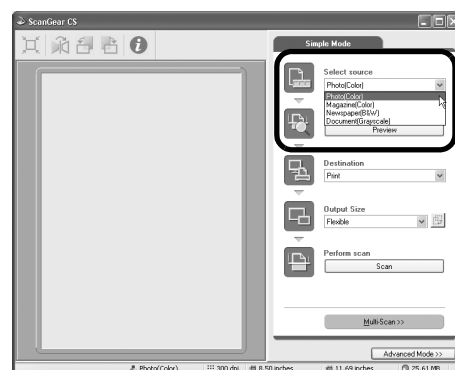 ScanGear CS
Simple Mode
Select source
Photo(Color)
Photo(Color)
Magazine(Color)
Newspaper(B&W)
Document(Grayscale)
Preview
Destination
Print
Output Size
Flexible
Perform scan
Scan
Multi-Scan >>
Advanced Mode >>
Photo(Color) 300 dpi 8.50 inches 11.69 inches 25.61 MB